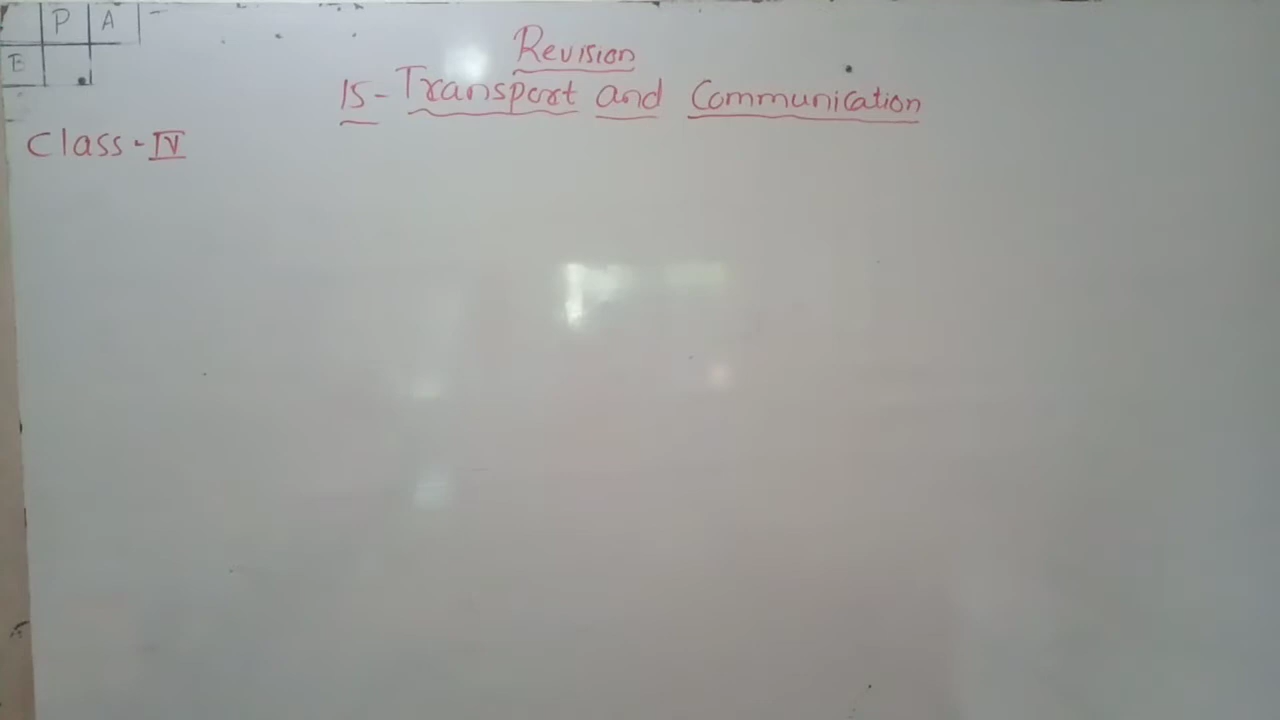 P A
B
Revision
15-Transport and Communication
Class-IV